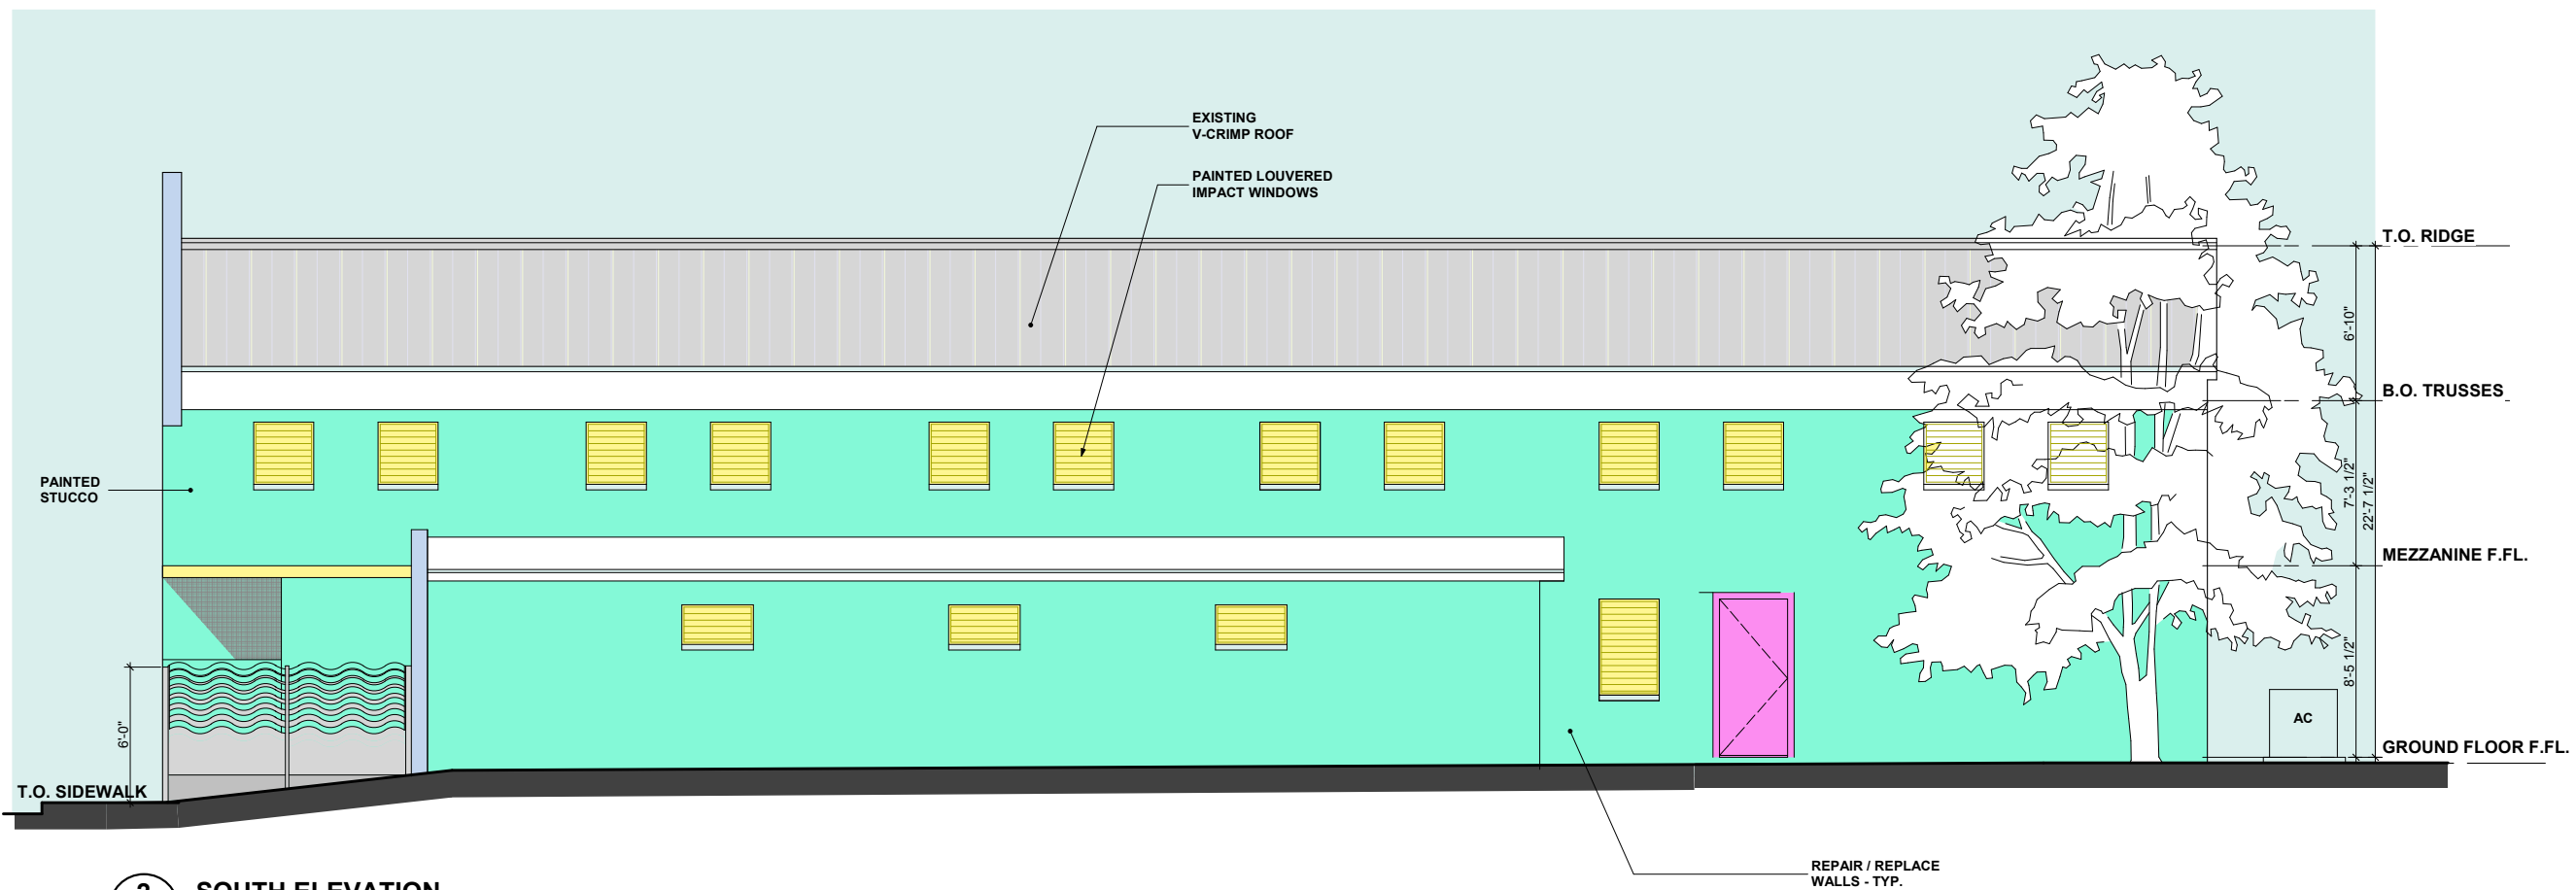 EXISTING
V-CRIMP ROOF
PAINTED LOUVERED
IMPACT WINDOWS
T.O. RIDGE
6'-10"
B.O. TRUSSES
PAINTED
STUCCO
7'-3 1/2"
22'-7 1/2"
MEZZANINE F.FL.
8'-5 1/2"
6'-0"
AC
GROUND FLOOR F.FL.
T.O. SIDEWALK
REPAIR / REPLACE
WALLS - TYP.
SOUTH ELEVATION